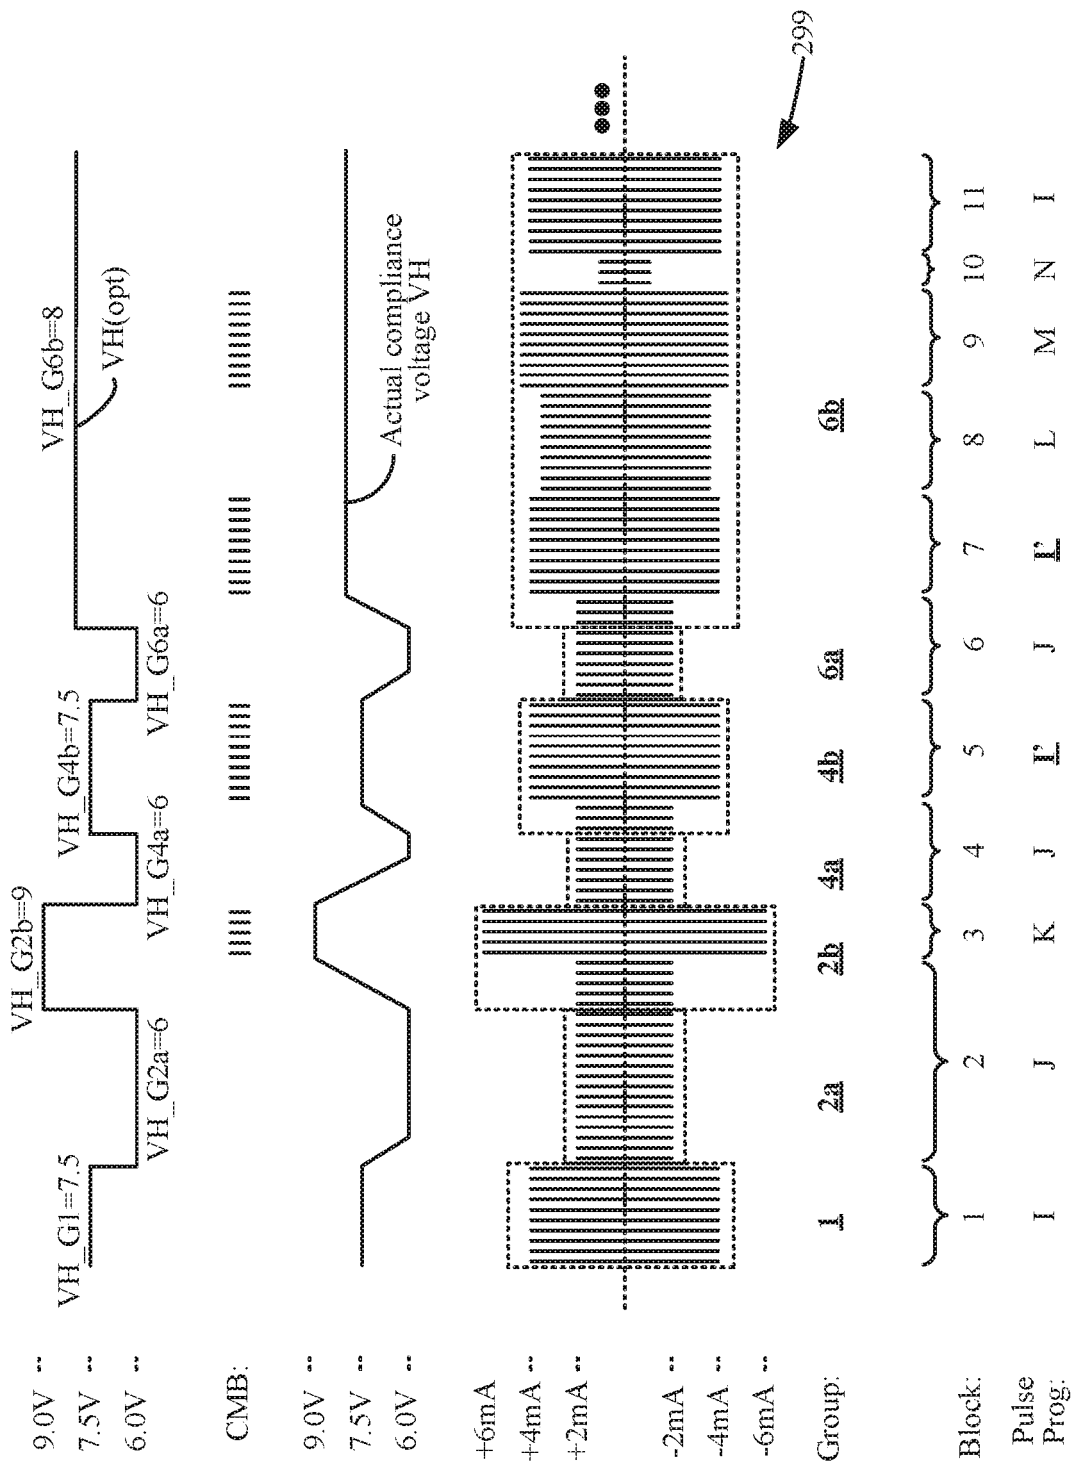 9.0V --
7.5V --
6.0V --
VH_G1=7.5
VH_G2a=6
VH_G2b=9
VH_G4a=6
VH_G4b=7.5
VH_G6a=6
VH_G6b=8
VH(opt)
CMB:
9.0V --
7.5V --
6.0V --
Actual compliance
voltage VH
+6mA
+4mA --
+2mA --
-2mA --
-4mA --
-6mA --
299
Group: 1 2a 2b 4a 4b 6a 6b
Block: 1 2 3 4 5 6 7 8 9 10 11
Pulse
Prog: I J K J I' J I' L M N I